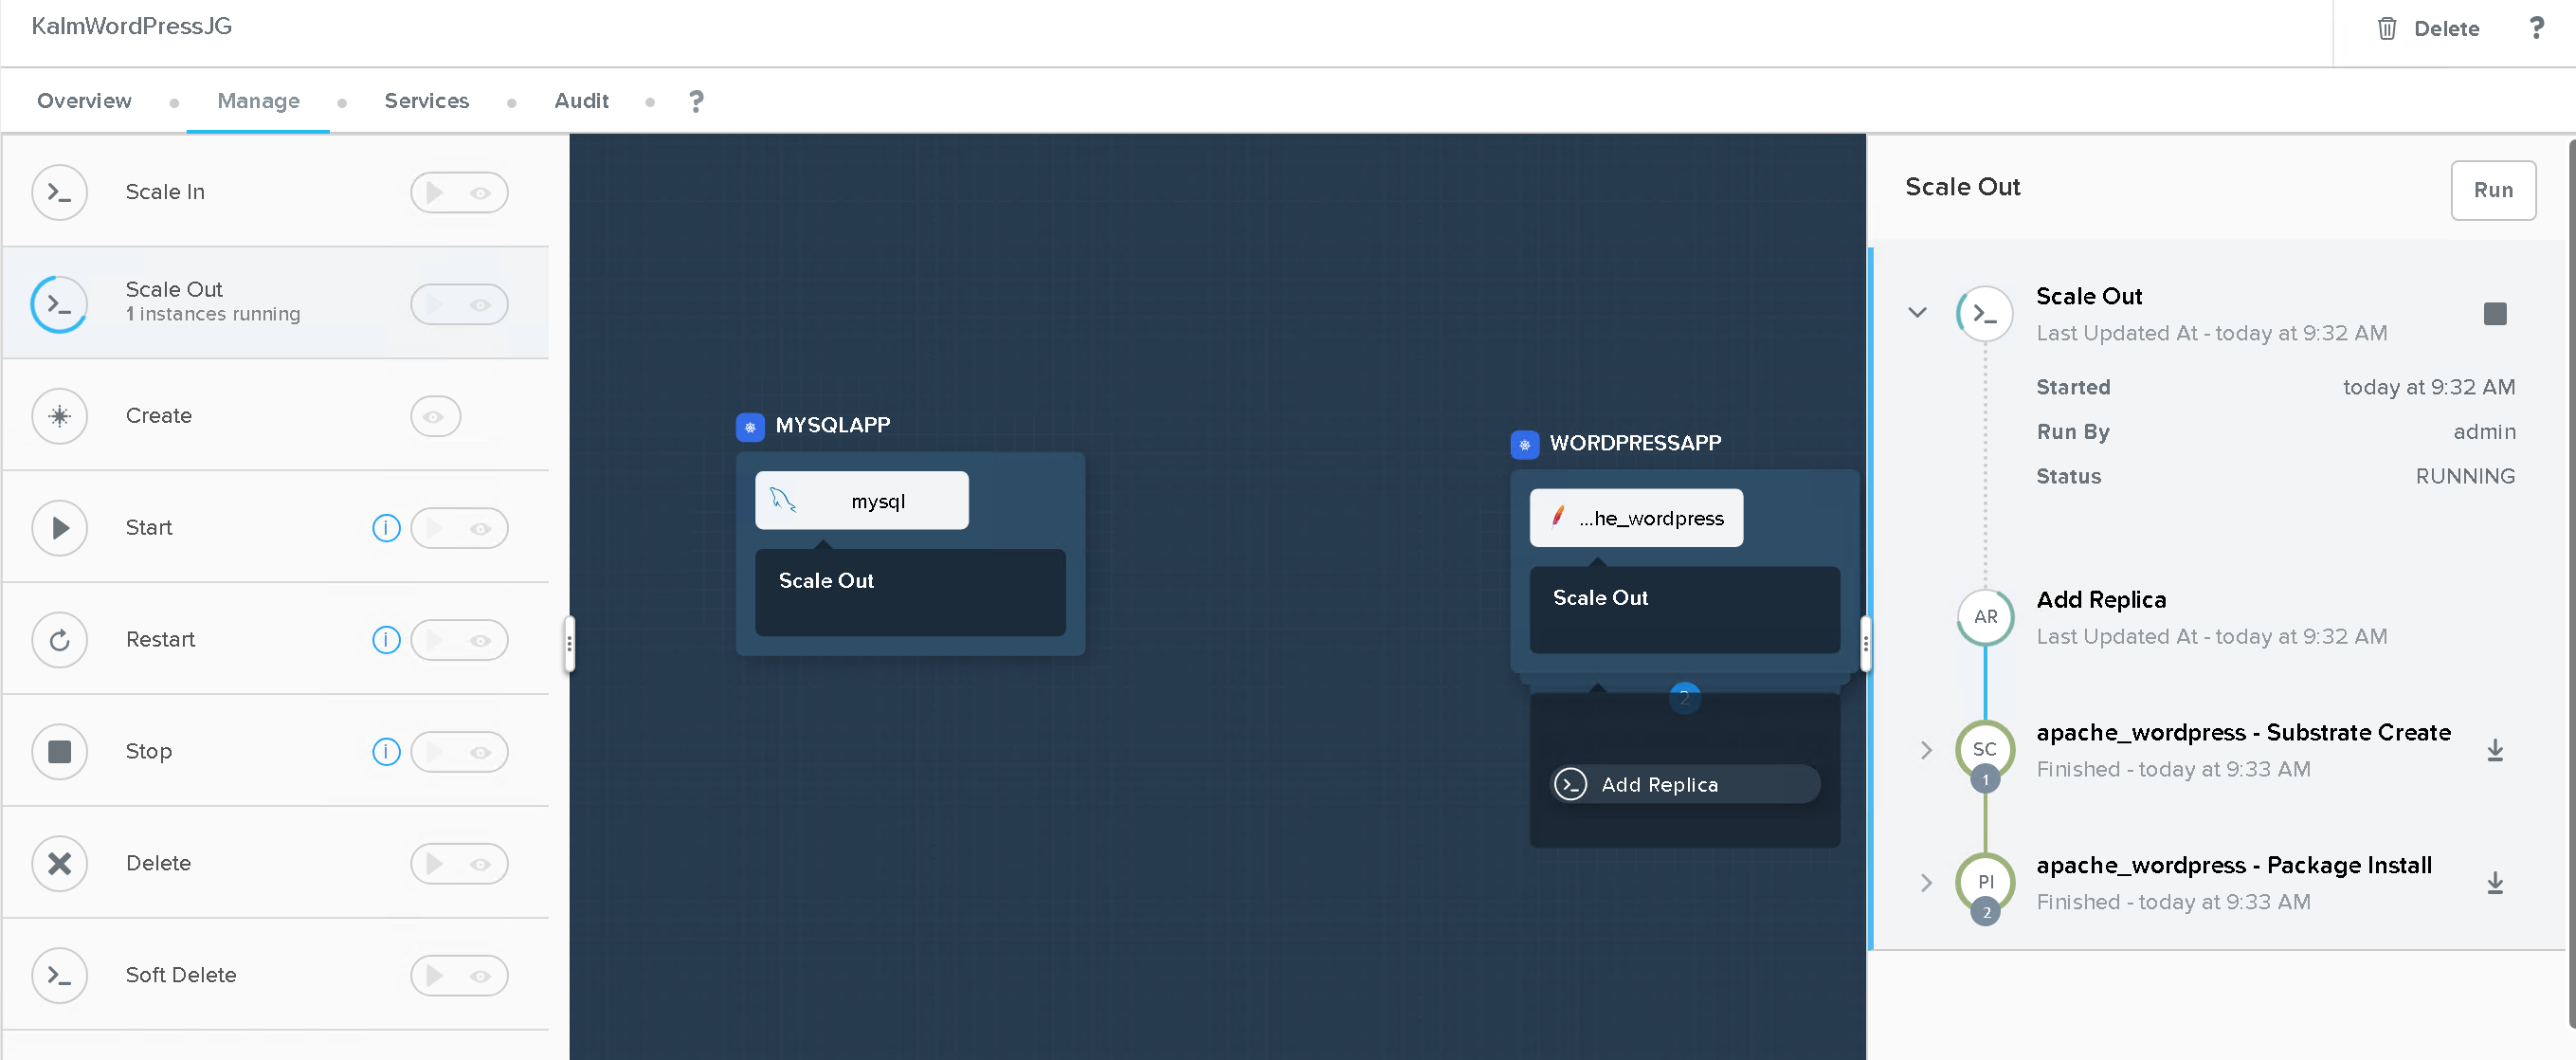 KalmWordPressJG
Delete
?
Overview
Manage
Services
Audit
?
Scale In
Scale Out
1 instances running
Create
Start
i
Restart
i
Stop
i
Delete
Soft Delete
MYSQLAPP
mysql
Scale Out
WORDPRESSAPP
...he_wordpress
Scale Out
2
Add Replica
Scale Out
Run
Scale Out
Last Updated At - today at 9:32 AM
Started today at 9:32 AM
Run By admin
Status RUNNING
AR
Add Replica
Last Updated At - today at 9:32 AM
SC
1
apache_wordpress - Substrate Create
Finished - today at 9:33 AM
PI
2
apache_wordpress - Package Install
Finished - today at 9:33 AM